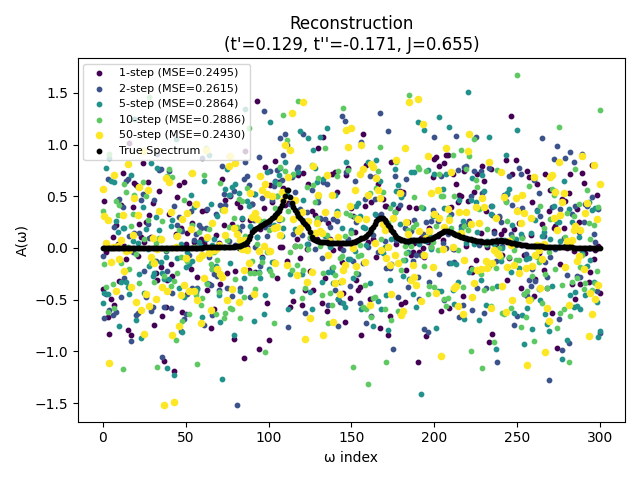 Reconstruction
(t'=0.129, t''=-0.171, J=0.655)
1-step (MSE=0.2495)
2-step (MSE=0.2615)
5-step (MSE=0.2864)
10-step (MSE=0.2886)
50-step (MSE=0.2430)
True Spectrum
A(ω)
1.5
1.0
0.5
0.0
−0.5
−1.0
−1.5
0 50 100 150 200 250 300
ω index